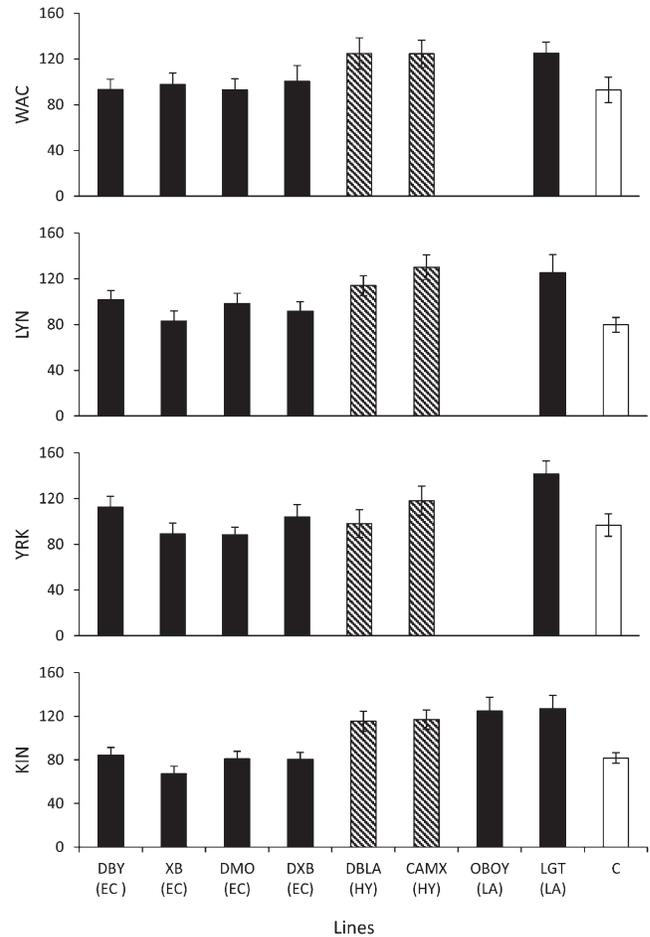 160
120
80
40
0
WAC
160
120
80
40
0
LYN
160
120
80
40
0
YRK
160
120
80
40
0
KIN
DBY XB DMO DXB DBLA CAMX OBOY LGT C
(EC ) (EC) (EC) (EC) (HY) (HY) (LA) (LA)
Lines